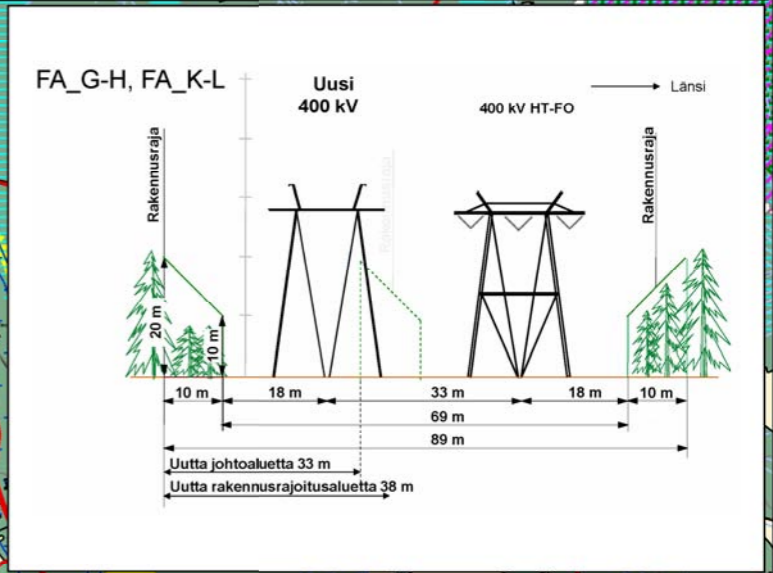 FA_G-H, FA_K-L
Uusi
400 kV
400 kV HT-FO
Länsi
Rakennusraja
Rakennusraja
Rakennusraja
20 m
10 m
10 m
18 m
33 m
18 m
10 m
69 m
89 m
Uutta johtoaluetta 33 m
Uutta rakennusrajoitusaluetta 38 m